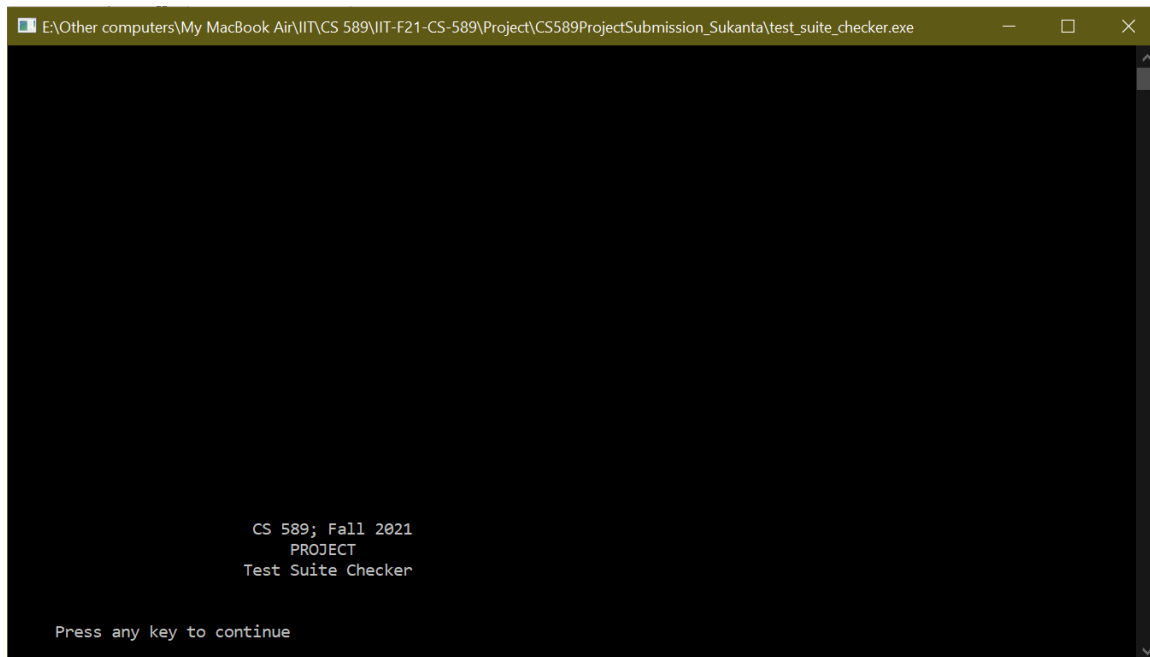 E:\Other computers\My MacBook Air\IIT\CS 589\IIT-F21-CS-589\Project\CS589ProjectSubmission_Sukanta\test_suite_checker.exe
CS 589; Fall 2021
PROJECT
Test Suite Checker
Press any key to continue